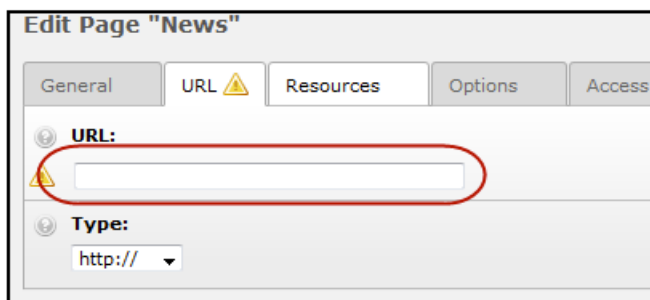 Edit Page "News"
General URL Resources Options Access
URL:
Type:
http://